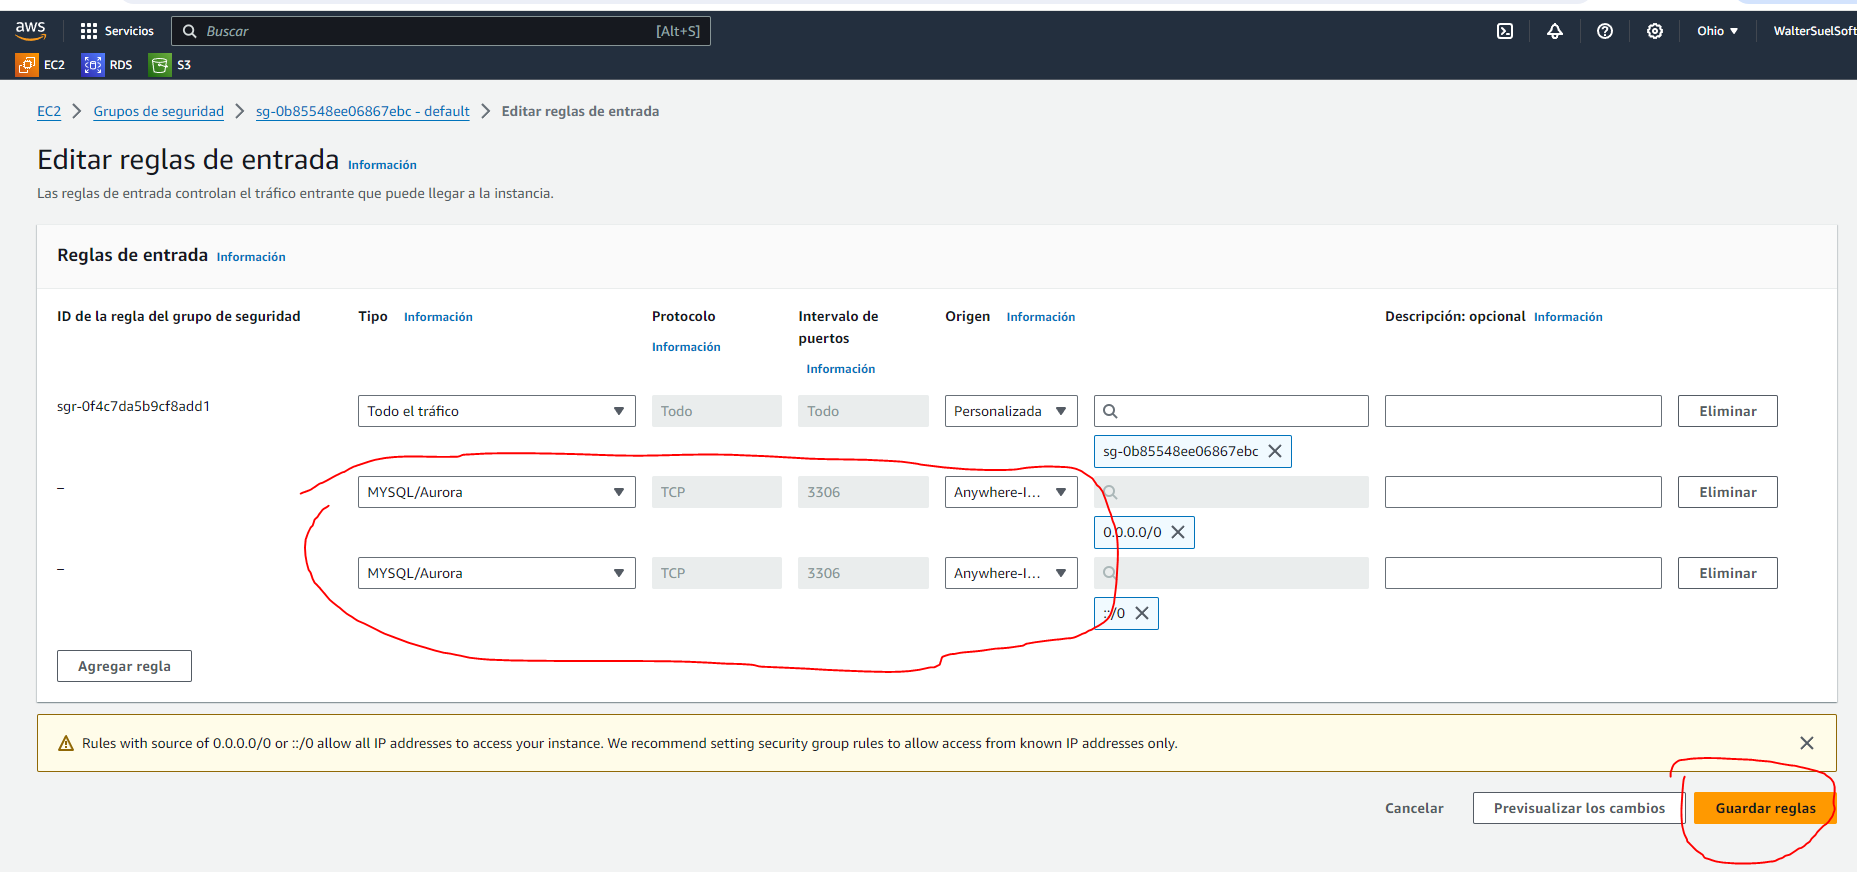 aws
Servicios
Buscar
[Alt+S]
Ohio
WalterSuelSoft
EC2
RDS
S3
EC2
Grupos de seguridad
sg-0b85548ee06867ebc - default
Editar reglas de entrada
Editar reglas de entrada Información
Las reglas de entrada controlan el tráfico entrante que puede llegar a la instancia.
Reglas de entrada Información
ID de la regla del grupo de seguridad
Tipo Información
Protocolo
Información
Intervalo de
puertos
Información
Origen Información
Descripción: opcional Información
sgr-0f4c7da5b9cf8add1
Todo el tráfico
Todo
Todo
Personalizada
Eliminar
sg-0b85548ee06867ebc
–
MYSQL/Aurora
TCP
3306
Anywhere-I...
Eliminar
0.0.0.0/0
–
MYSQL/Aurora
TCP
3306
Anywhere-I...
Eliminar
::/0
Agregar regla
Rules with source of 0.0.0.0/0 or ::/0 allow all IP addresses to access your instance. We recommend setting security group rules to allow access from known IP addresses only.
Cancelar
Previsualizar los cambios
Guardar reglas